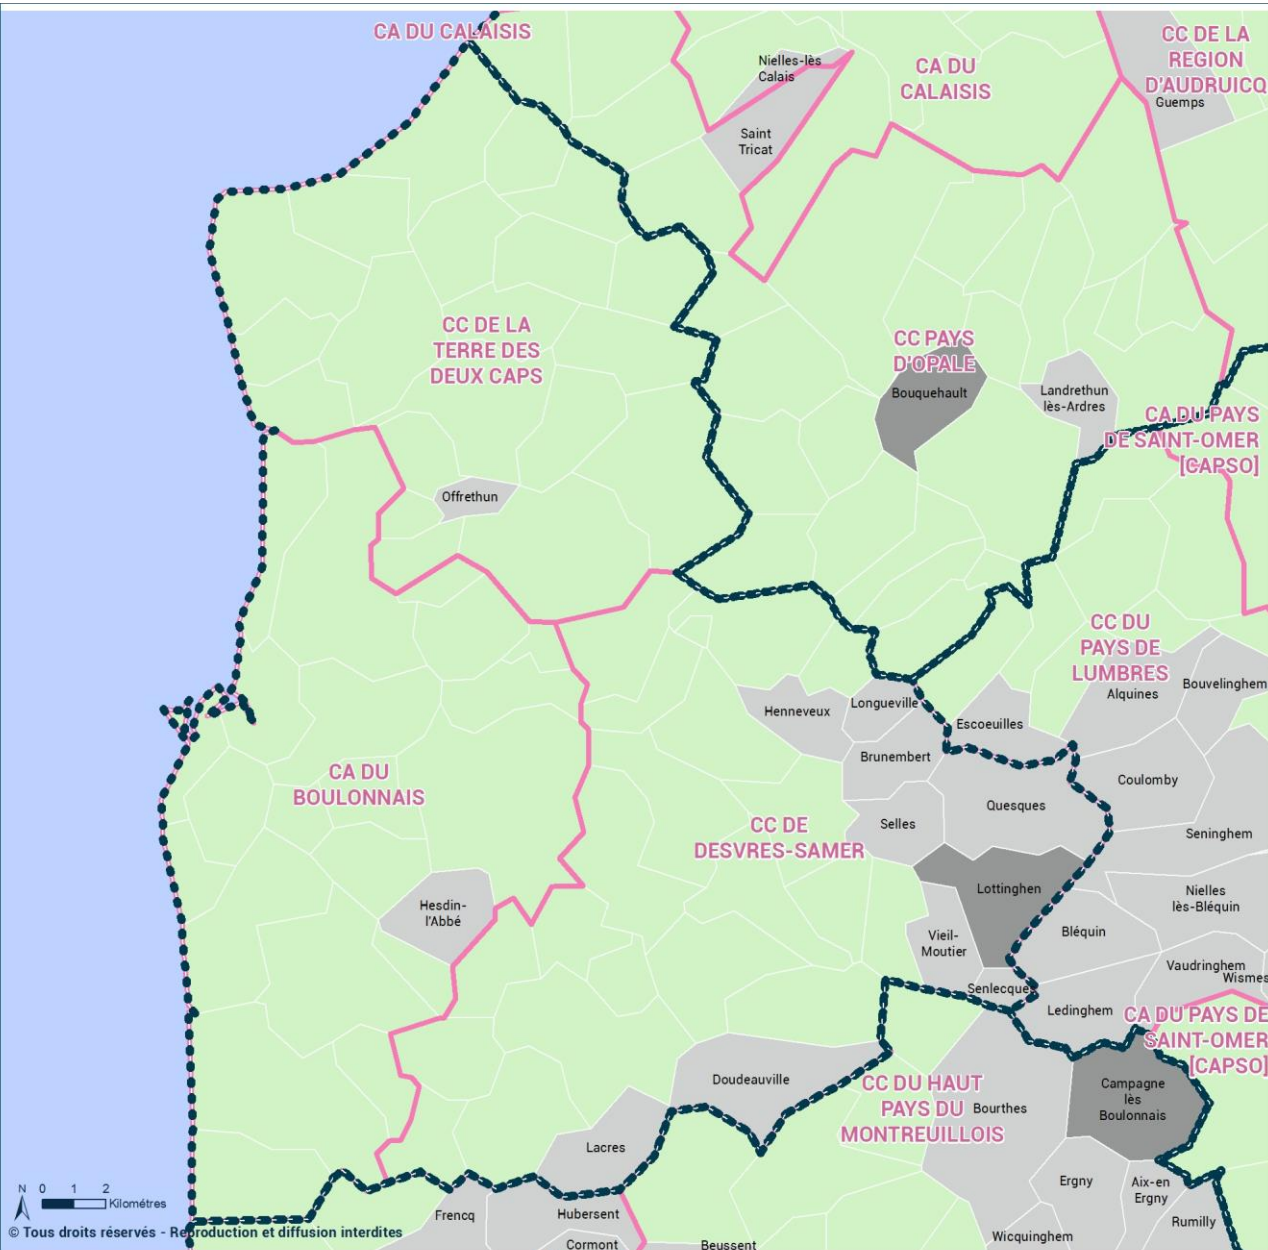 CA DU CALAISIS
CC DE LA
REGION
D'AUDRUICQ
Guemps
Nielles-lès
Calais
CA DU
CALAISIS
Saint
Tricat
CC DE LA
TERRE DES
DEUX CAPS
CC PAYS
D'OPALE
Bouquehault
Landrethun
lès-Ardres
CA DU PAYS
DE SAINT-OMER
[CAPSO]
Offrethun
CC DU
PAYS DE
LUMBRES
Alquines
Bouvelinghem
Henneveux
Longueville
Escoeuilles
Brunembert
Coulomby
CA DU
BOULONNAIS
Quesques
CC DE
DESVRES-SAMER
Selles
Seninghem
Lottinghen
Nielles
lès-Bléquin
Hesdin-
l'Abbé
Vieil-
Moutier
Bléquin
Vaudringhem
Wismes
Senlecques
Ledinghem
CA DU PAYS DE
SAINT-OMER
[CAPSO]
Doudeauville
CC DU HAUT
PAYS DU
MONTREUILLOIS
Bourthes
Campagne
lès
Boulonnais
Lacres
Ergny
Aix-en
Ergny
Frencq
Hubersent
Rumilly
Wicquinghem
Cormont
Beussent
N
0 1 2
Kilométres
© Tous droits réservés - Reproduction et diffusion interdites